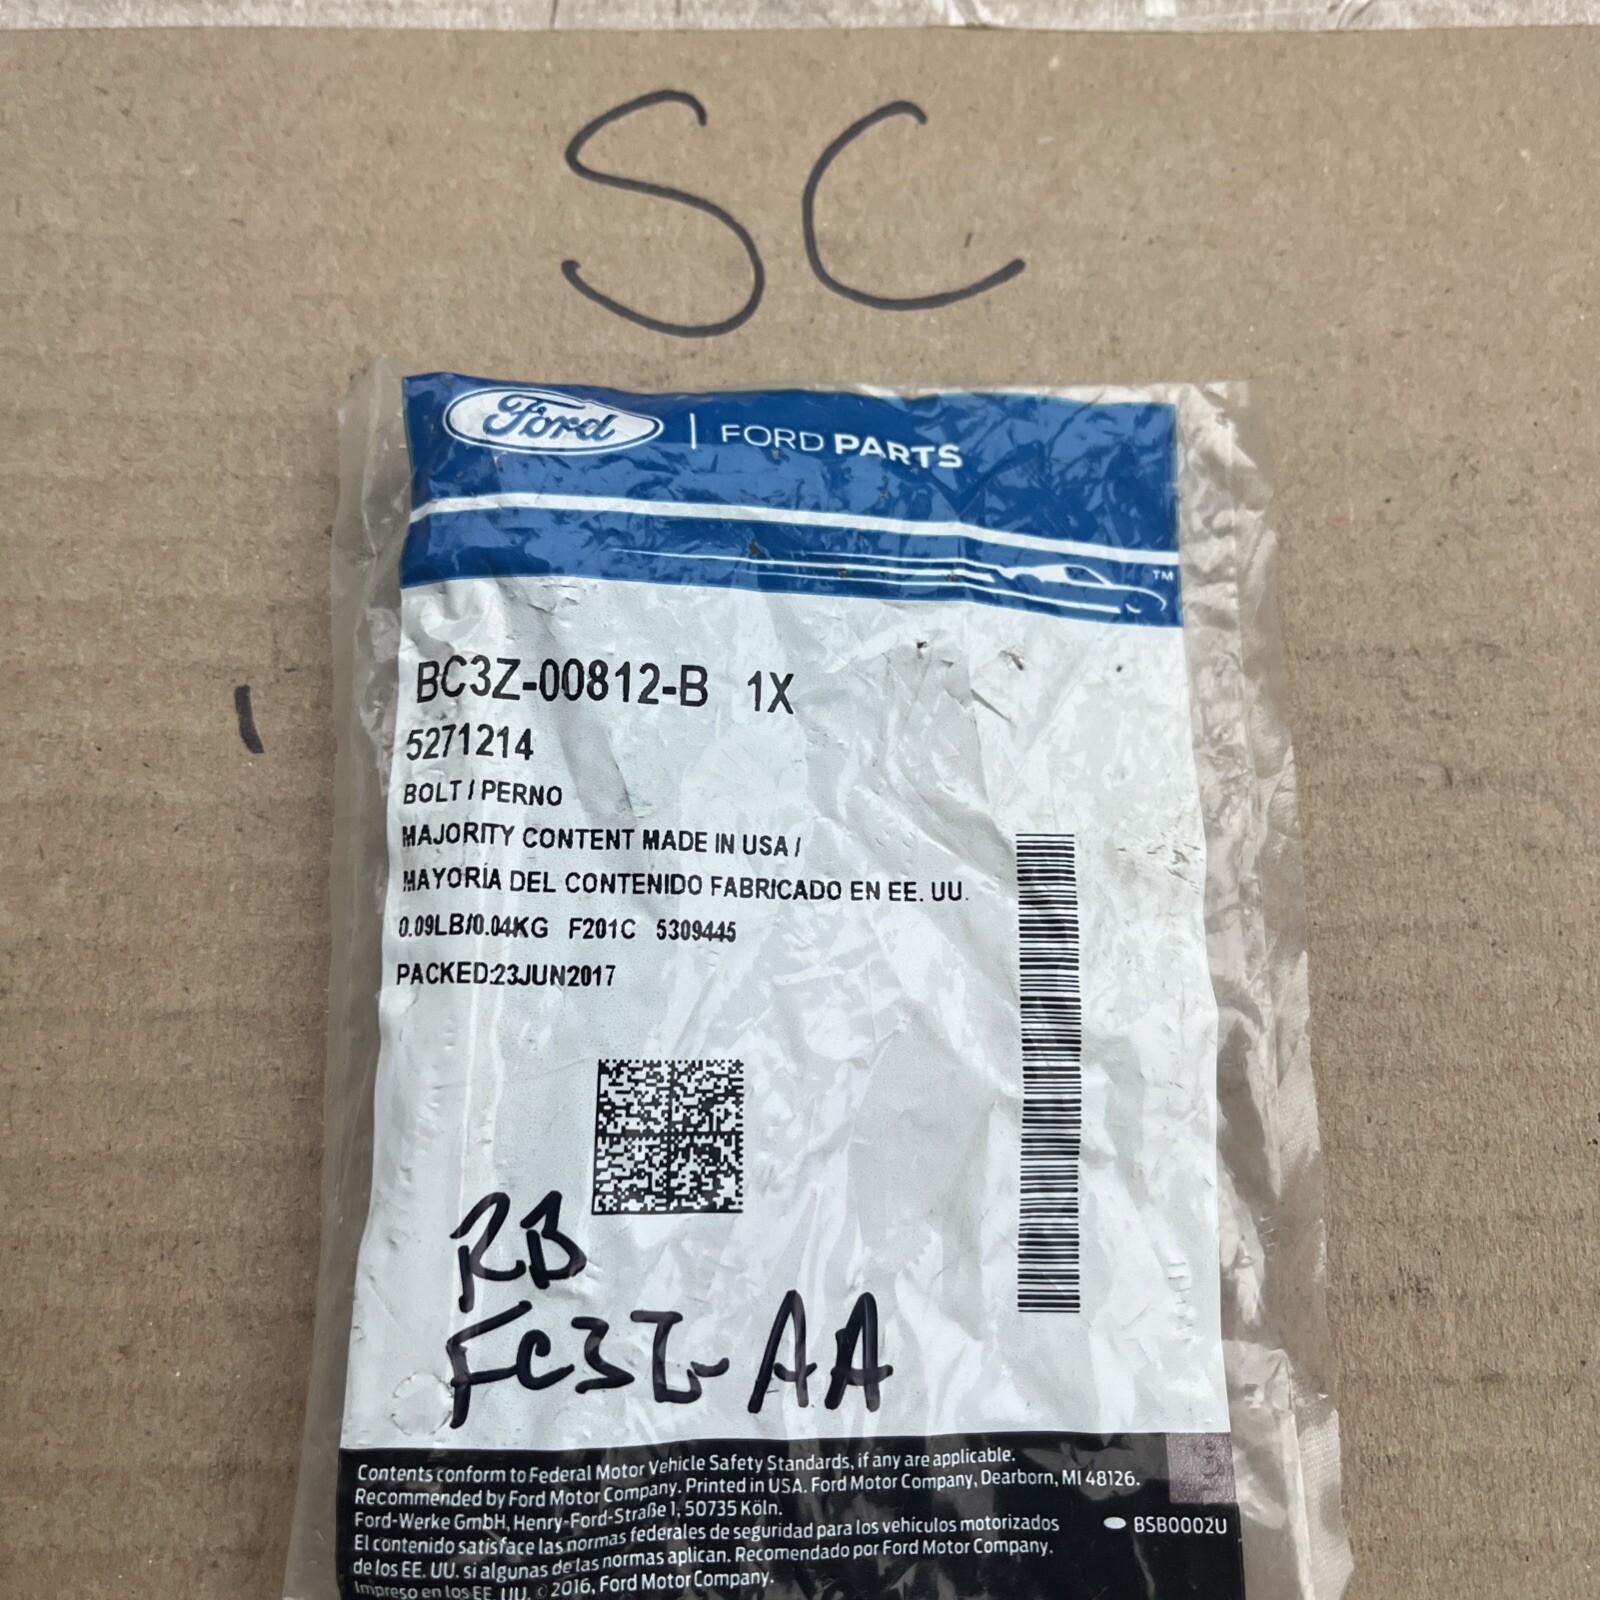 SC
Ford | FORD PARTS
TM
BC3Z-00812-B 1X
5271214
BOLT / PERNO
MAJORITY CONTENT MADE IN USA /
MAYORÍA DEL CONTENIDO FABRICADO EN EE. UU.
0.09LB/0.04KG F201C 5309445
PACKED:23JUN2017
RB
FC3Z-AA
Contents conform to Federal Motor Vehicle Safety Standards, if any are applicable.
Recommended by Ford Motor Company. Printed in USA. Ford Motor Company, Dearborn, MI 48126.
Ford-Werke GmbH, Henry-Ford-Straße 1, 50735 Köln.
El contenido satisface las normas federales de seguridad para los vehículos motorizados
de los EE. UU. si algunas de las normas aplican. Recomendado por Ford Motor Company.
Impreso en los EE. UU. © 2016, Ford Motor Company.
BSB0002U